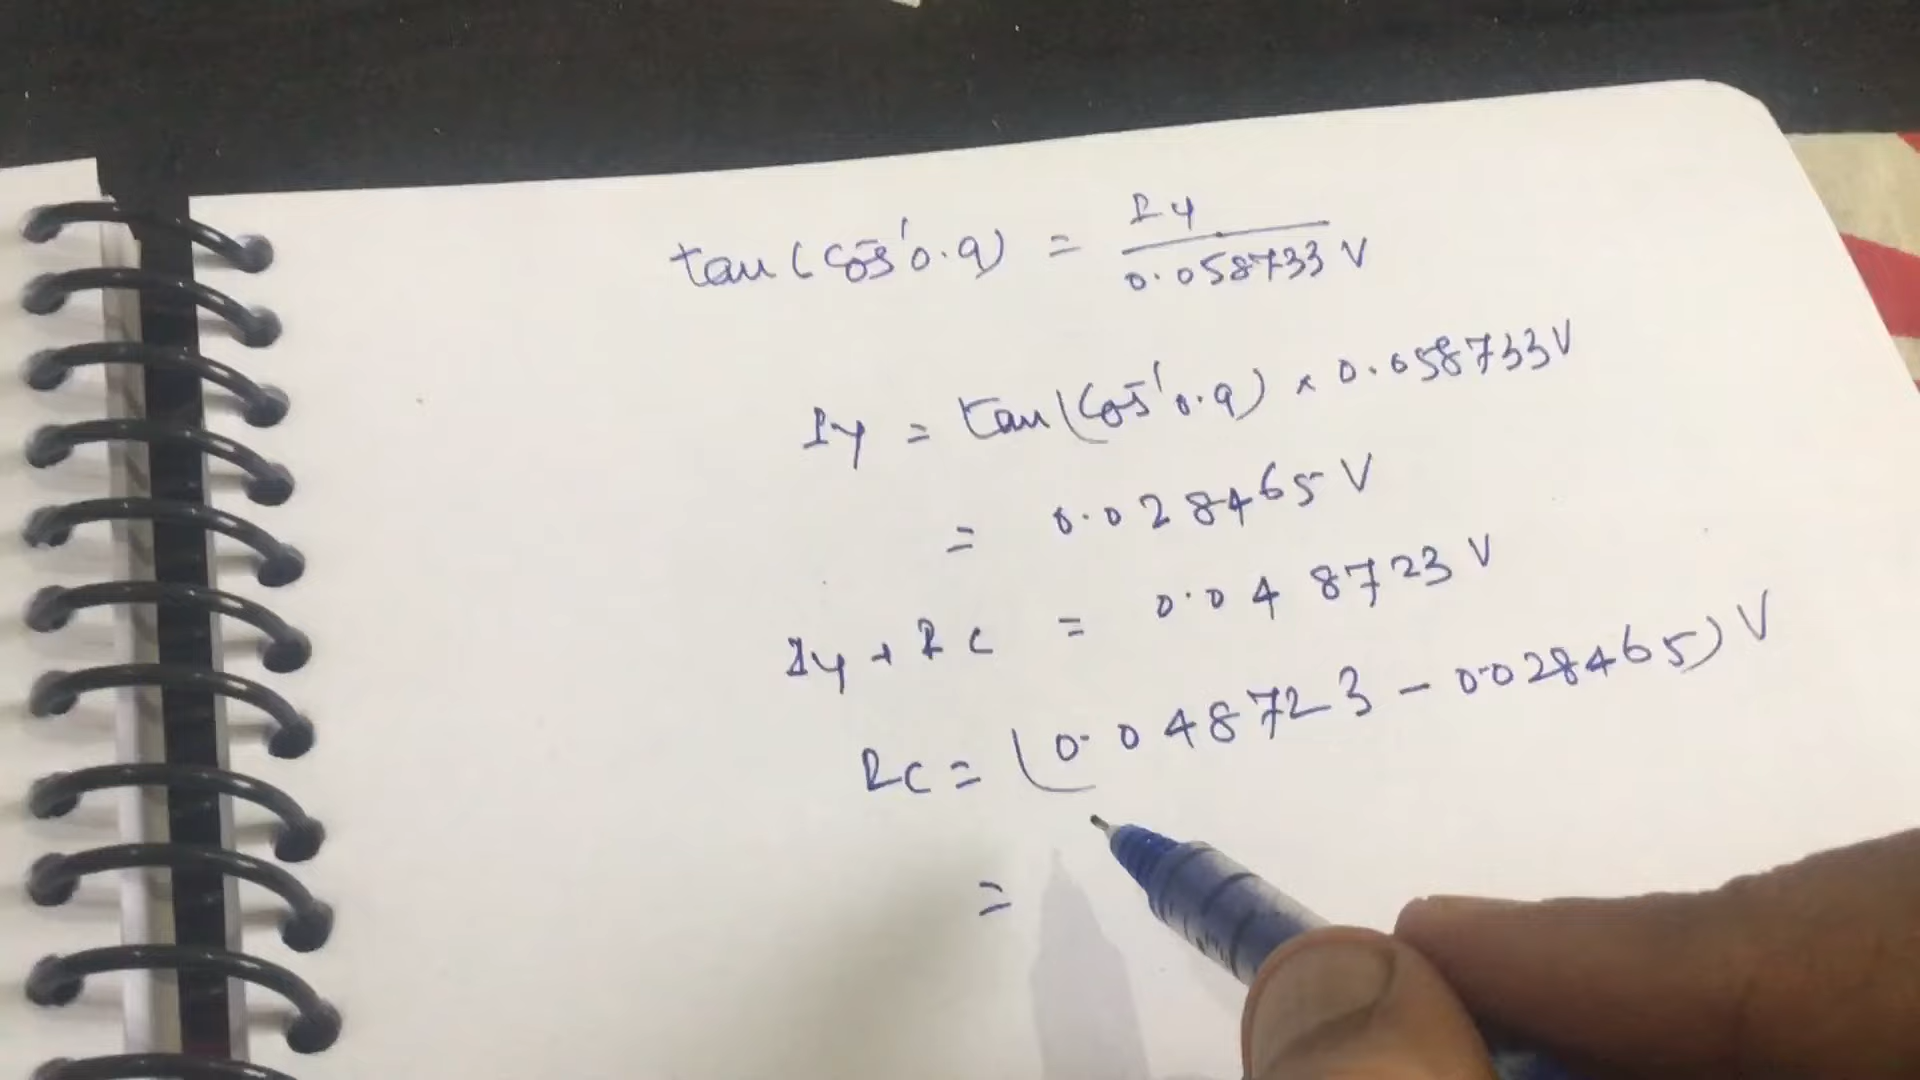 tan(cos⁻¹0.9) = Iy / 0.058733 V
Iy = tan(cos⁻¹0.9) × 0.058733 V
= 0.028465 V
Iy + Ic = 0.048723 V
Ic = (0.048723 - 0.028465) V
=